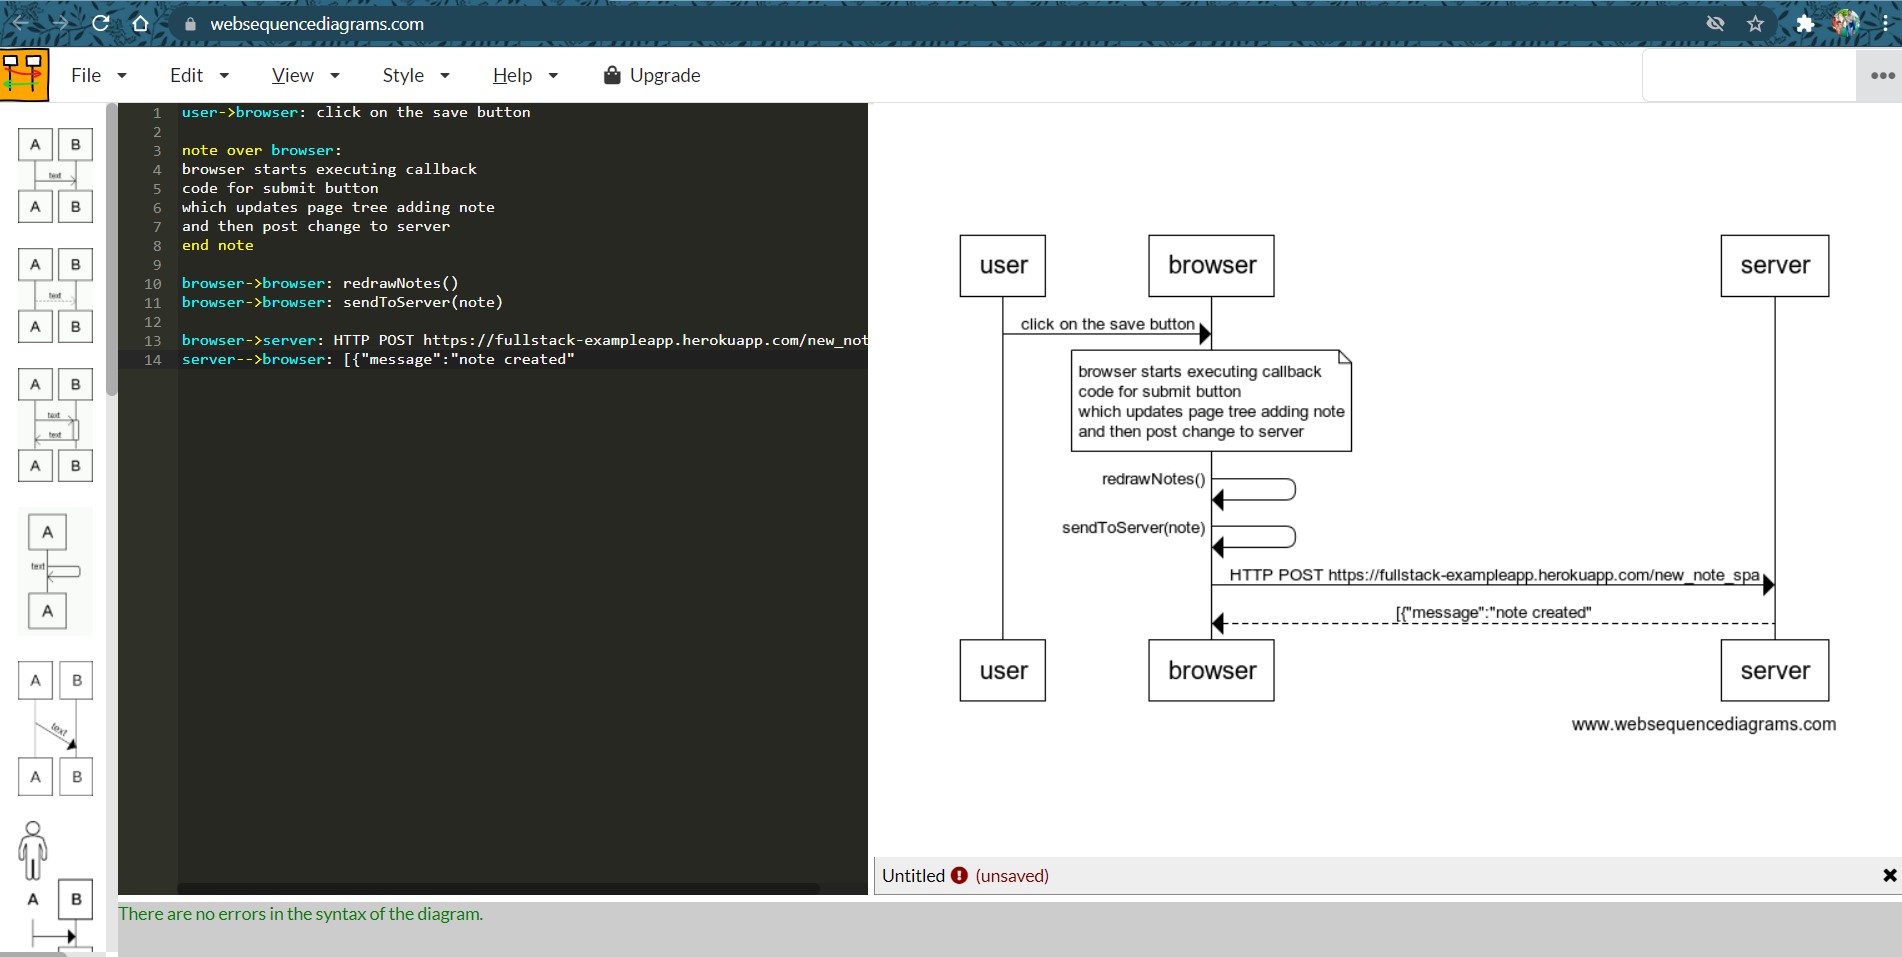 websequencediagrams.com
File Edit View Style Help Upgrade
1 user->browser: click on the save button
2
3 note over browser:
4 browser starts executing callback
5 code for submit button
6 which updates page tree adding note
7 and then post change to server
8 end note
9
10 browser->browser: redrawNotes()
11 browser->browser: sendToServer(note)
12
13 browser->server: HTTP POST https://fullstack-exampleapp.herokuapp.com/new_not
14 server-->browser: [{"message":"note created"
A B
text
A B
A B
text
A B
A B
text
text
A B
A
text
A
A B
text
A B
A B
user browser server
click on the save button
browser starts executing callback
code for submit button
which updates page tree adding note
and then post change to server
redrawNotes()
sendToServer(note)
HTTP POST https://fullstack-exampleapp.herokuapp.com/new_note_spa
[{"message":"note created"
user browser server
www.websequencediagrams.com
Untitled (unsaved)
There are no errors in the syntax of the diagram.